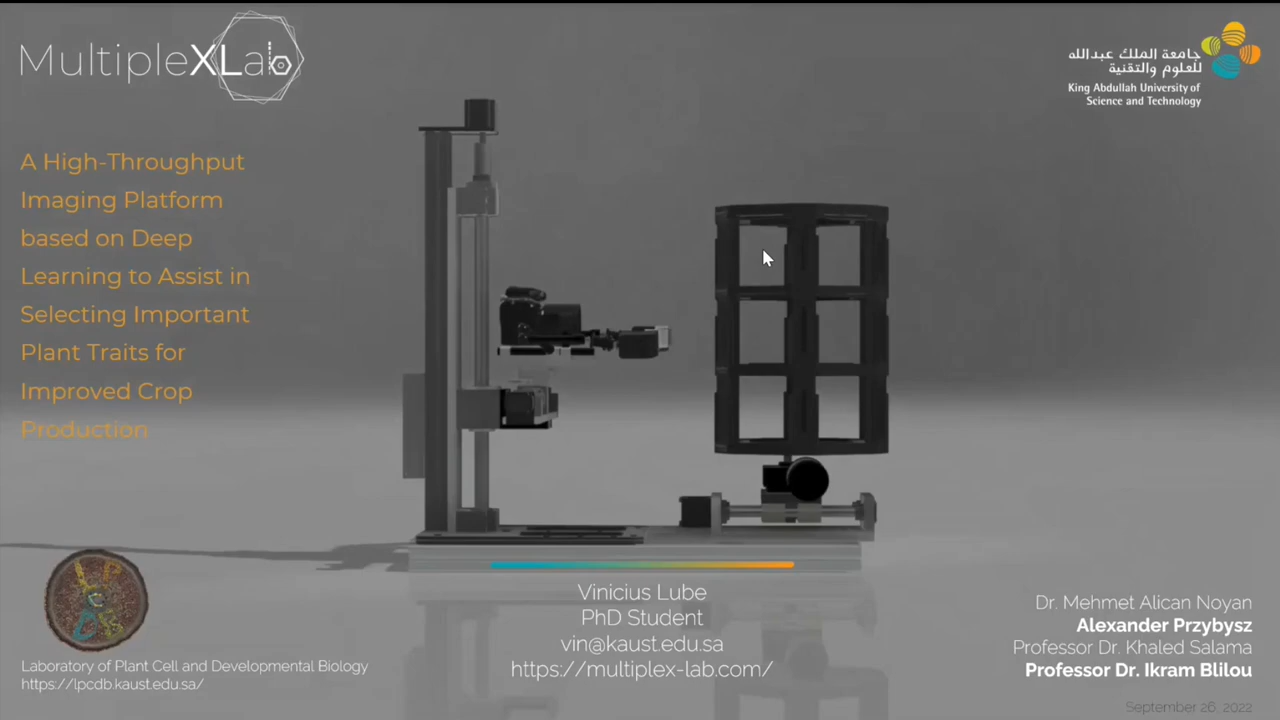 MultipleXLab
جامعة الملك عبدالله
للعلوم والتقنية
King Abdullah University of
Science and Technology
A High-Throughput
Imaging Platform
based on Deep
Learning to Assist in
Selecting Important
Plant Traits for
Improved Crop
Production
Laboratory of Plant Cell and Developmental Biology
https://lpcdb.kaust.edu.sa/
Vinicius Lube
PhD Student
vin@kaust.edu.sa
https://multiplex-lab.com/
Dr. Mehmet Alican Noyan
Alexander Przybysz
Professor Dr. Khaled Salama
Professor Dr. Ikram Blilou
September 26, 2022